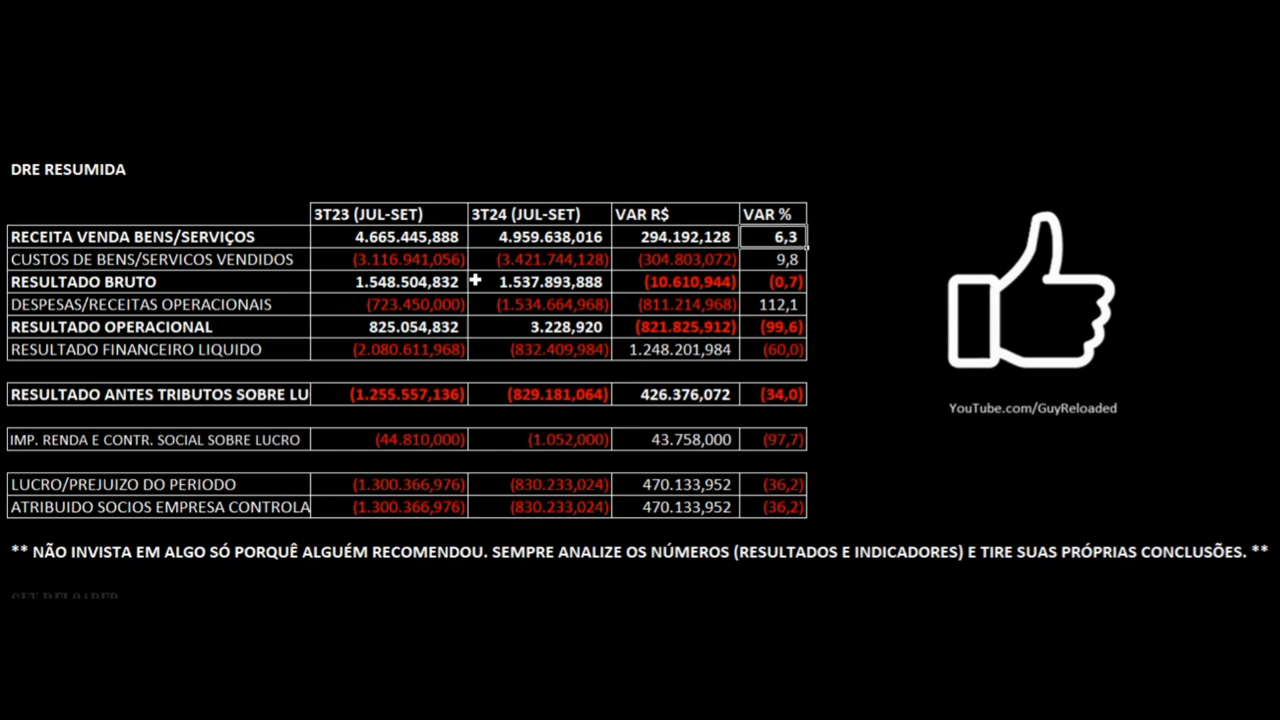 DRE RESUMIDA
3T23 (JUL-SET) 3T24 (JUL-SET) VAR R$ VAR %
RECEITA VENDA BENS/SERVIÇOS 4.665.445,888 4.959.638,016 294.192,128 6,3
CUSTOS DE BENS/SERVICOS VENDIDOS (3.116.941,056) (3.421.744,128) (304.803,072) 9,8
RESULTADO BRUTO 1.548.504,832 1.537.893,888 (10.610,944) (0,7)
DESPESAS/RECEITAS OPERACIONAIS (723.450,000) (1.534.664,968) (811.214,968) 112,1
RESULTADO OPERACIONAL 825.054,832 3.228,920 (821.825,912) (99,6)
RESULTADO FINANCEIRO LIQUIDO (2.080.611,968) (832.409,984) 1.248.201,984 (60,0)
RESULTADO ANTES TRIBUTOS SOBRE LU (1.255.557,136) (829.181,064) 426.376,072 (34,0)
YouTube.com/GuyReloaded
IMP. RENDA E CONTR. SOCIAL SOBRE LUCRO (44.810,000) (1.052,000) 43.758,000 (97,7)
LUCRO/PREJUIZO DO PERIODO (1.300.366,976) (830.233,024) 470.133,952 (36,2)
ATRIBUIDO SOCIOS EMPRESA CONTROLA (1.300.366,976) (830.233,024) 470.133,952 (36,2)
** NÃO INVISTA EM ALGO SÓ PORQUÊ ALGUÉM RECOMENDOU. SEMPRE ANALIZE OS NÚMEROS (RESULTADOS E INDICADORES) E TIRE SUAS PRÓPRIAS CONCLUSÕES. **
GUY RELOADED